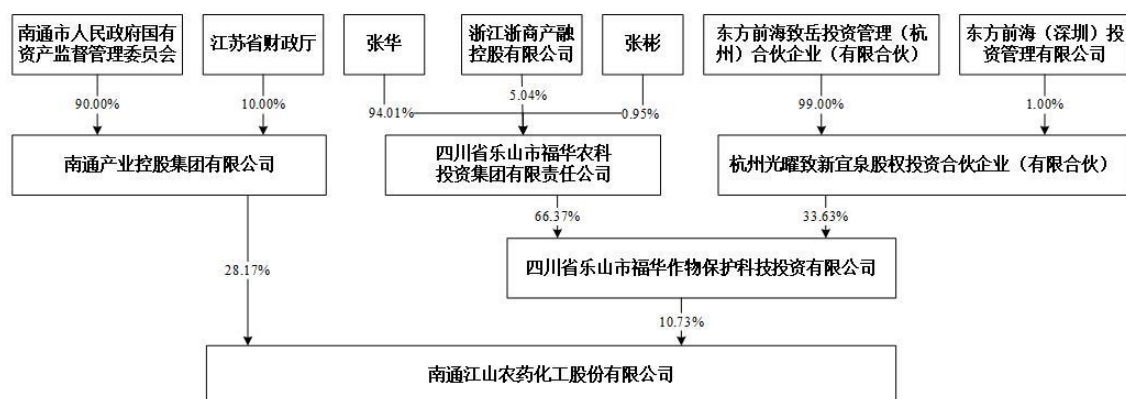 南通市人民政府国有
资产监督管理委员会
江苏省财政厅
张华
浙江浙商产融
控股有限公司
张彬
东方前海致岳投资管理（杭
州）合伙企业（有限合伙）
东方前海（深圳）投
资管理有限公司
90.00%
10.00%
94.01%
5.04%
0.95%
99.00%
1.00%
南通产业控股集团有限公司
四川省乐山市福华农科
投资集团有限责任公司
杭州光曜致新宜泉股权投资合伙企业（有限合伙）
66.37%
33.63%
四川省乐山市福华作物保护科技投资有限公司
28.17%
10.73%
南通江山农药化工股份有限公司